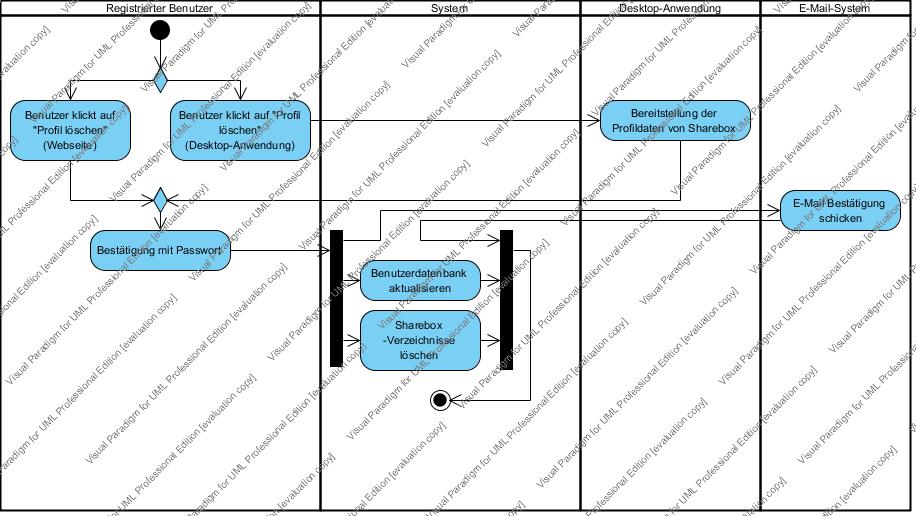 Registrierter Benutzer
System
Desktop-Anwendung
E-Mail-System
Benutzer klickt auf
"Profil löschen"
(Webseite)
Benutzer klickt auf "Profil
löschen"
(Desktop-Anwendung)
Bereitstellung der
Profildaten von Sharebox
E-Mail Bestätigung
schicken
Bestätigung mit Passwort
Benutzerdatenbank
aktualisieren
Sharebox
-Verzeichnisse
löschen
Visual Paradigm for UML Professional Edition [evaluation copy]